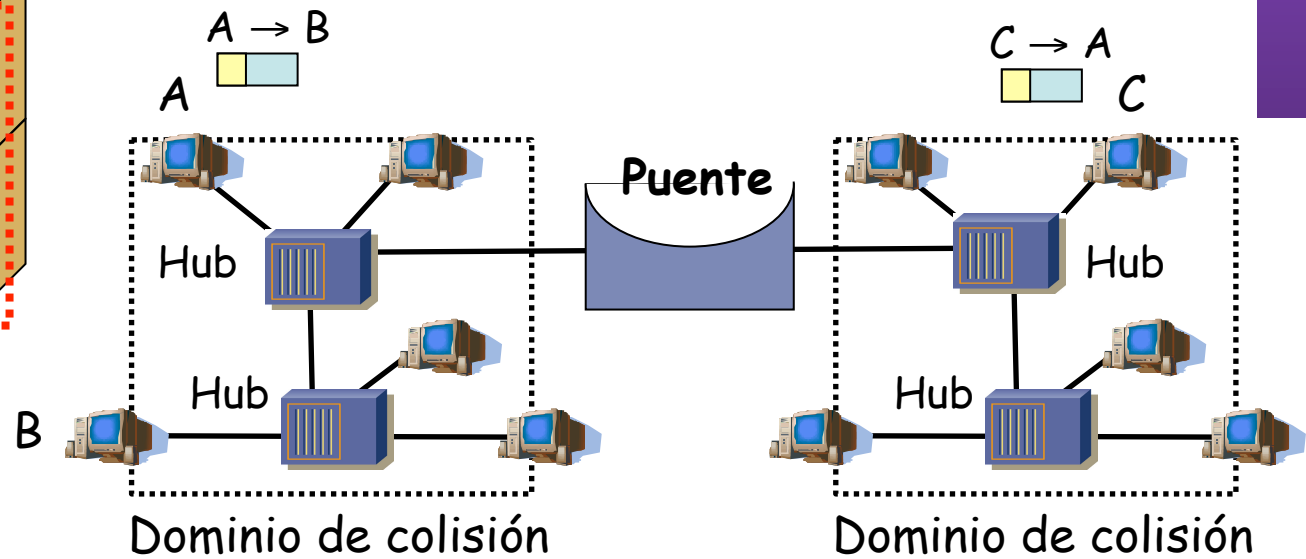 A → B
C → A
A
C
Puente
Hub
Hub
Hub
Hub
B
Dominio de colisión
Dominio de colisión